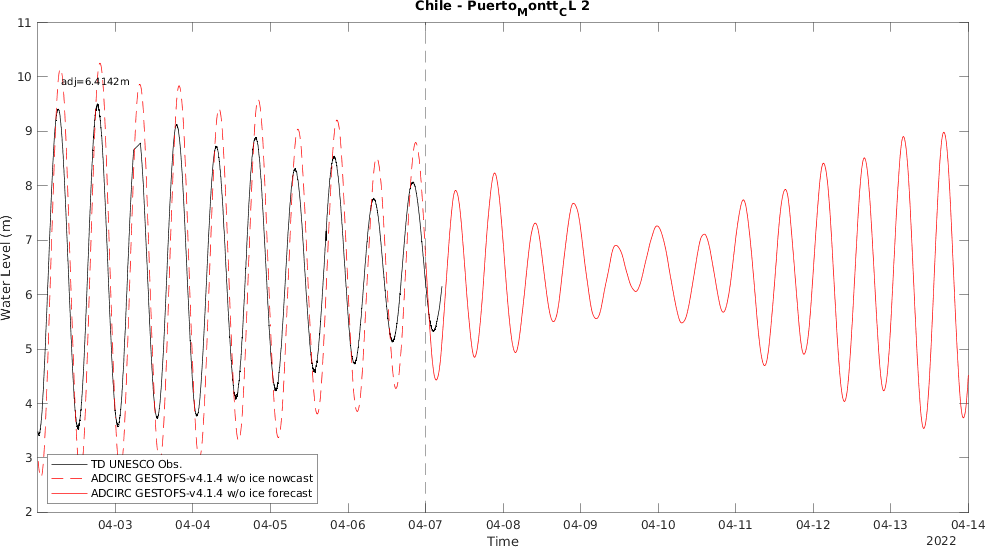 Chile - Puerto_Montt_CL 2
11
10
9
8
7
6
5
4
3
2
Water Level (m)
adj=6.4142m
TD UNESCO Obs.
ADCIRC GESTOFS-v4.1.4 w/o ice nowcast
ADCIRC GESTOFS-v4.1.4 w/o ice forecast
04-03 04-04 04-05 04-06 04-07 04-08 04-09 04-10 04-11 04-12 04-13 04-14
Time
2022